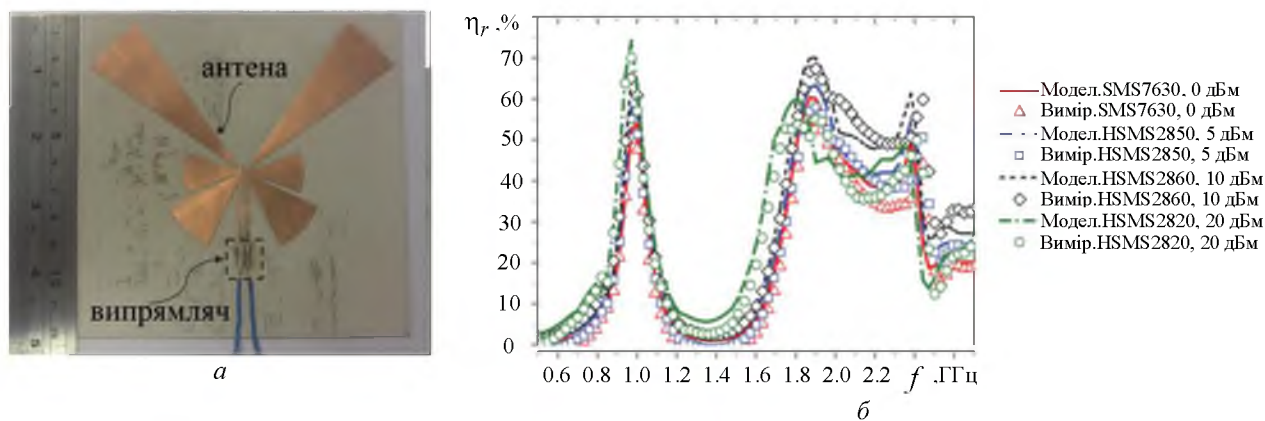 антена
випрямляч
а
ηr ,%
70
60
50
40
30
20
10
0
0.6 0.8 1.0 1.2 1.4 1.6 1.8 2.0 2.2 f ,ГГц
б
Модел.SMS7630, 0 дБм
Вимір.SMS7630, 0 дБм
Модел.HSMS2850, 5 дБм
Вимір.HSMS2850, 5 дБм
Модел.HSMS2860, 10 дБм
Вимір.HSMS2860, 10 дБм
Модел.HSMS2820, 20 дБм
Вимір.HSMS2820, 20 дБм